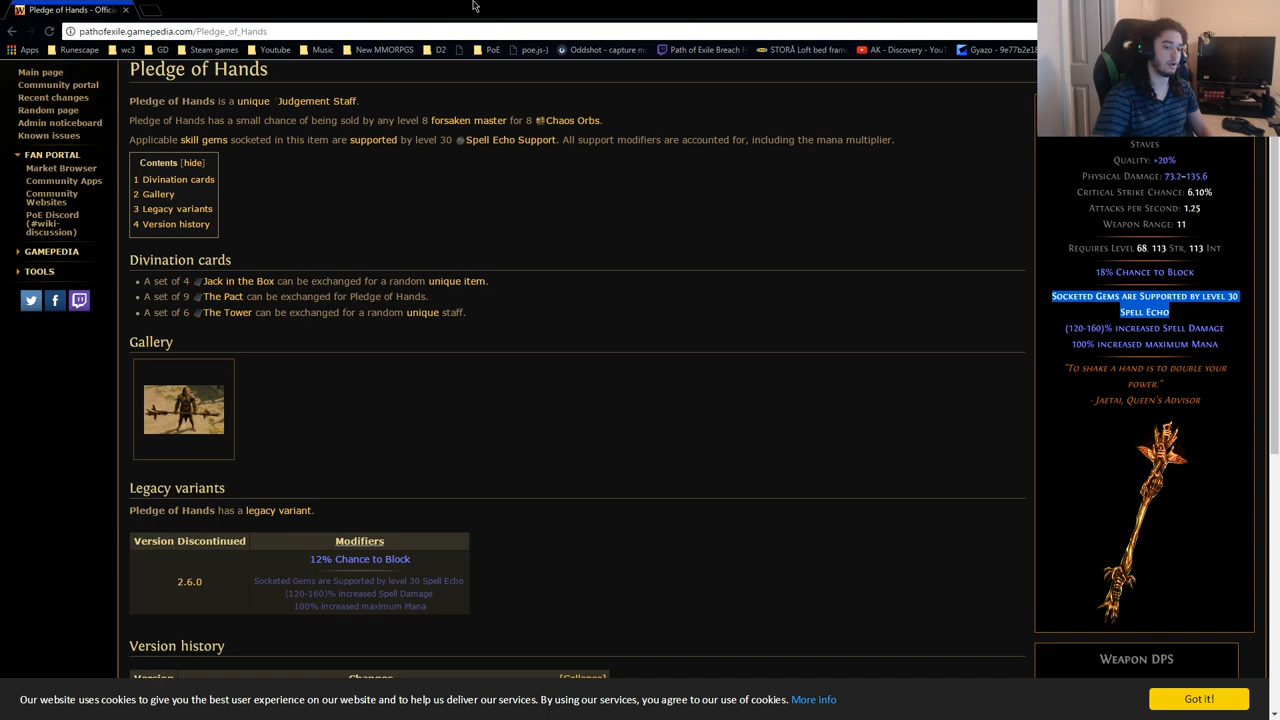 Pledge of Hands - Offici
pathofexile.gamepedia.com/Pledge_of_Hands
Apps Runescape wc3 GD Steam games Youtube Music New MMORPGS D2 PoE poe.js-) Oddshot - capture m Path of Exile Breach STORÅ Loft bed fram AK - Discovery - YouT Gyazo - 9e77b2e18
Main page
Community portal
Recent changes
Random page
Admin noticeboard
Known issues
FAN PORTAL
Market Browser
Community Apps
Community
Websites
PoE Discord
(#wiki-
discussion)
GAMEPEDIA
TOOLS
Pledge of Hands
Pledge of Hands is a unique Judgement Staff.
Pledge of Hands has a small chance of being sold by any level 8 forsaken master for 8 Chaos Orbs.
Applicable skill gems socketed in this item are supported by level 30 Spell Echo Support. All support modifiers are accounted for, including the mana multiplier.
Contents [hide]
1 Divination cards
2 Gallery
3 Legacy variants
4 Version history
Divination cards
A set of 4 Jack in the Box can be exchanged for a random unique item.
A set of 9 The Pact can be exchanged for Pledge of Hands.
A set of 6 The Tower can be exchanged for a random unique staff.
Gallery
Legacy variants
Pledge of Hands has a legacy variant.
Version Discontinued Modifiers
2.6.0
12% Chance to Block
Socketed Gems are Supported by level 30 Spell Echo
(120-160)% increased Spell Damage
100% increased maximum Mana
Version history
Version Changes [Collapse]
Staves
Quality: +20%
Physical Damage: 73.2–135.6
Critical Strike Chance: 6.10%
Attacks per Second: 1.25
Weapon Range: 11
Requires Level 68, 113 Str, 113 Int
18% Chance to Block
Socketed Gems are Supported by level 30
Spell Echo
(120-160)% increased Spell Damage
100% increased maximum Mana
"To shake a hand is to double your
power."
- Jaetai, Queen's Advisor
Weapon DPS
Our website uses cookies to give you the best user experience on our website and to help us deliver our services. By using our services, you agree to our use of cookies. More info
Got it!